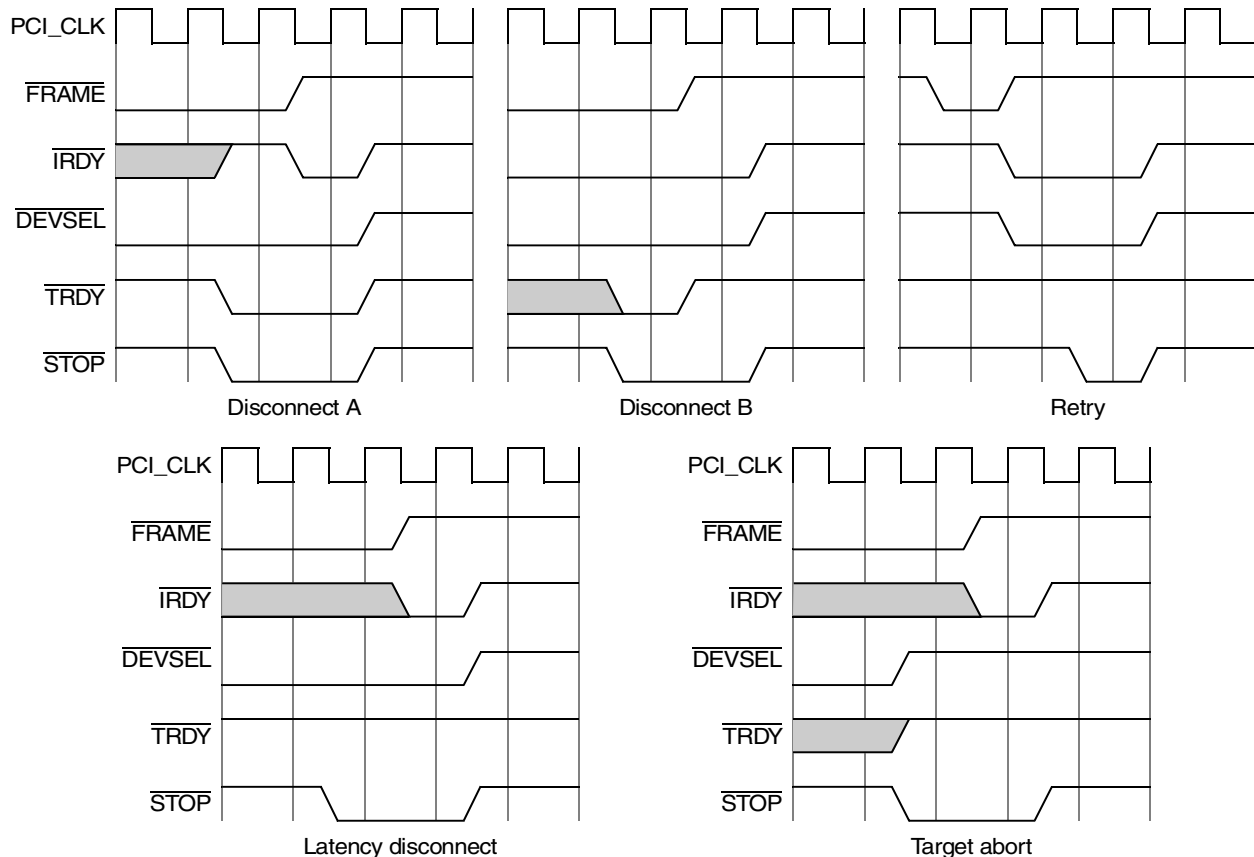 PCI_CLK
FRAME
IRDY
DEVSEL
TRDY
STOP
Disconnect A
Disconnect B
Retry
PCI_CLK
FRAME
IRDY
DEVSEL
TRDY
STOP
Latency disconnect
PCI_CLK
FRAME
IRDY
DEVSEL
TRDY
STOP
Target abort